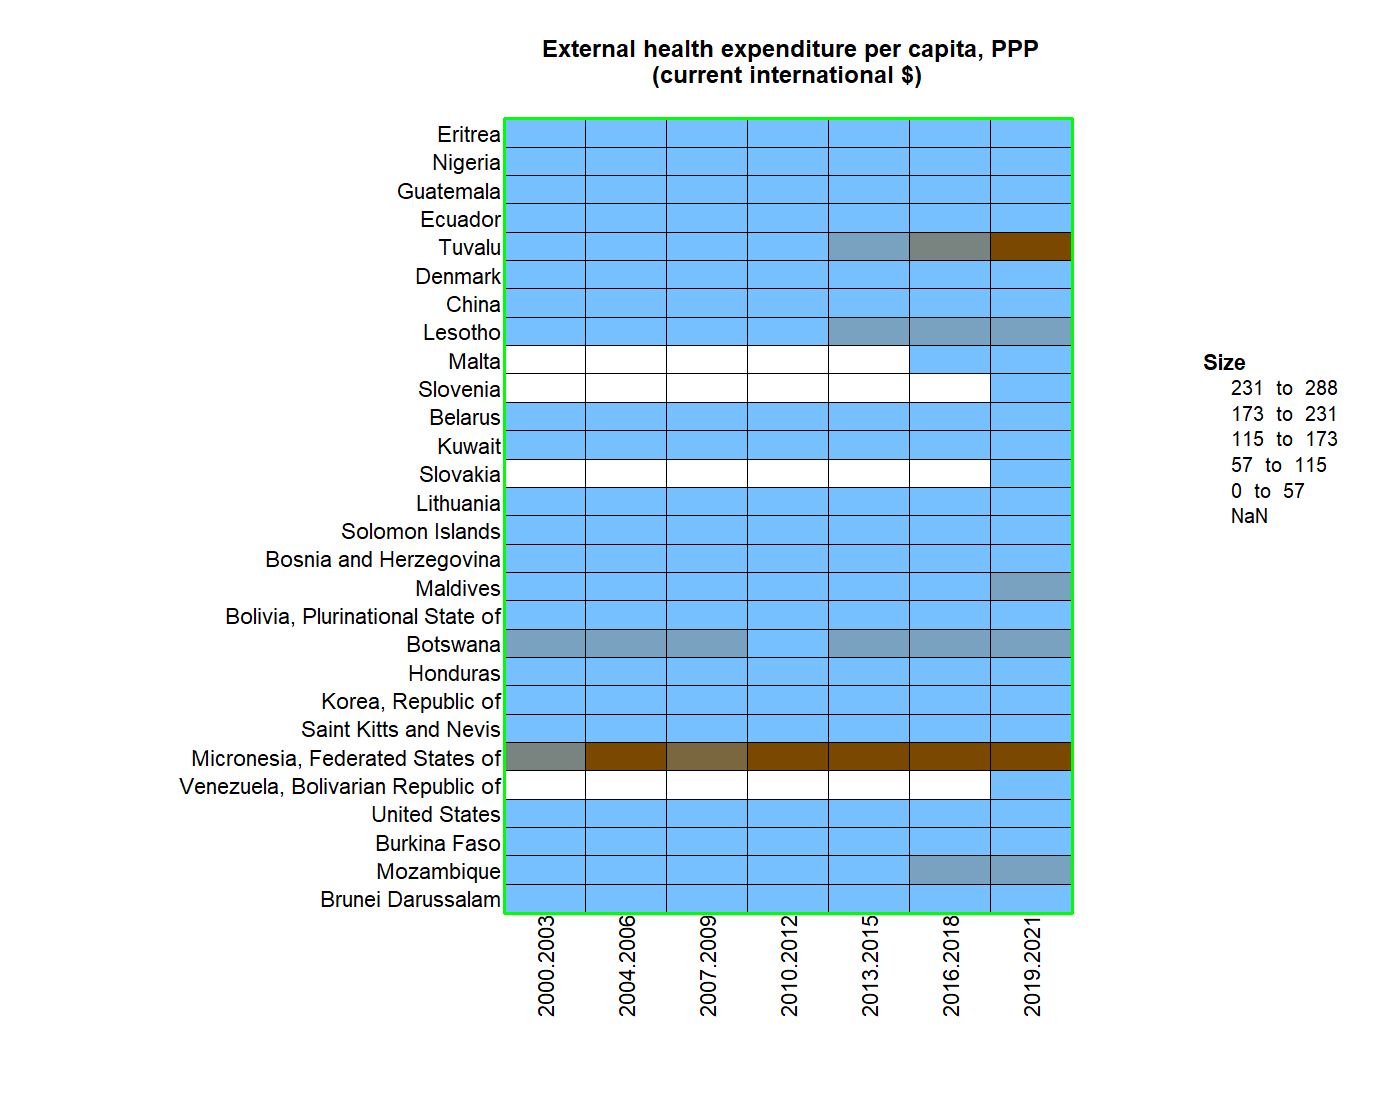 External health expenditure per capita, PPP
(current international $)
Eritrea
Nigeria
Guatemala
Ecuador
Tuvalu
Denmark
China
Lesotho
Malta
Slovenia
Belarus
Kuwait
Slovakia
Lithuania
Solomon Islands
Bosnia and Herzegovina
Maldives
Bolivia, Plurinational State of
Botswana
Honduras
Korea, Republic of
Saint Kitts and Nevis
Micronesia, Federated States of
Venezuela, Bolivarian Republic of
United States
Burkina Faso
Mozambique
Brunei Darussalam
2000.2003
2004.2006
2007.2009
2010.2012
2013.2015
2016.2018
2019.2021
Size
231 to 288
173 to 231
115 to 173
57 to 115
0 to 57
NaN